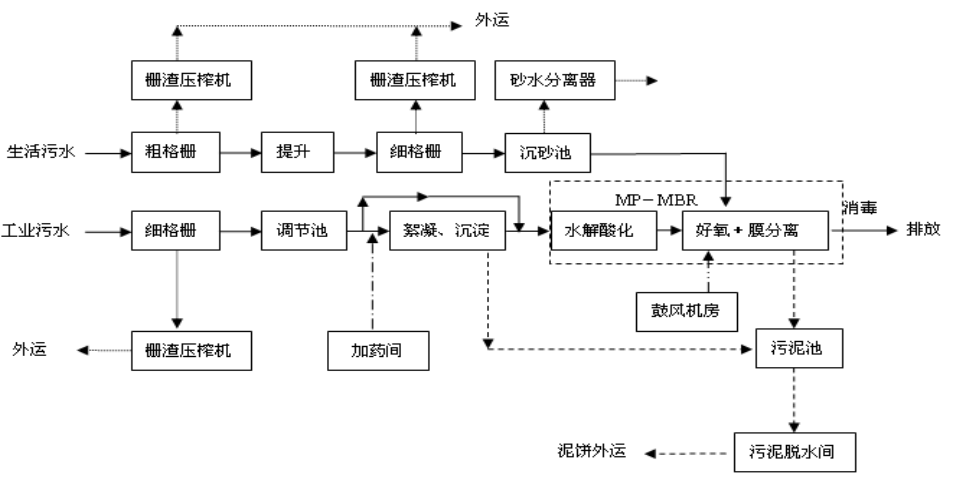 外运
栅渣压榨机
栅渣压榨机
砂水分离器
生活污水
粗格栅
提升
细格栅
沉砂池
MP－MBR
消毒
工业污水
细格栅
调节池
絮凝、沉淀
水解酸化
好氧＋膜分离
排放
鼓风机房
外运
栅渣压榨机
加药间
污泥池
泥饼外运
污泥脱水间